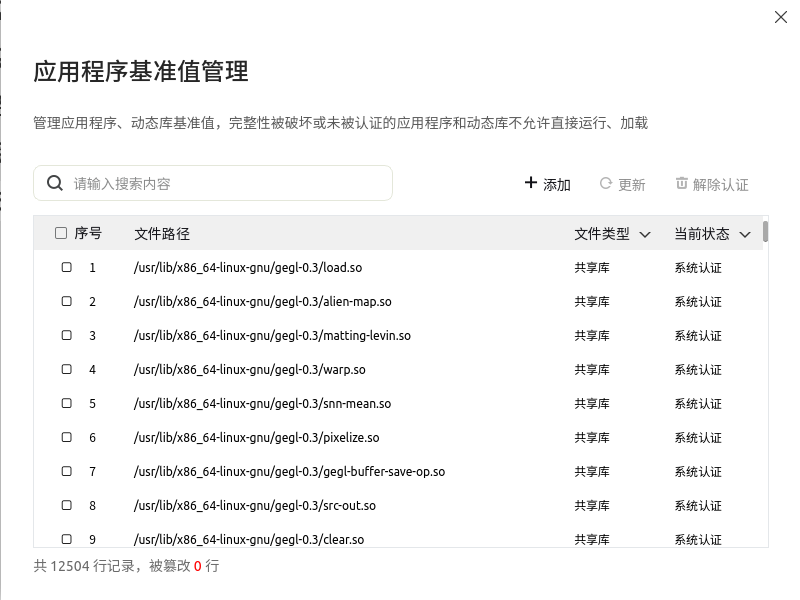 应用程序基准值管理
管理应用程序、动态库基准值，完整性被破坏或未被认证的应用程序和动态库不允许直接运行、加载
请输入搜索内容 添加 更新 解除认证
序号 文件路径 文件类型 当前状态
1 /usr/lib/x86_64-linux-gnu/gegl-0.3/load.so 共享库 系统认证
2 /usr/lib/x86_64-linux-gnu/gegl-0.3/alien-map.so 共享库 系统认证
3 /usr/lib/x86_64-linux-gnu/gegl-0.3/matting-levin.so 共享库 系统认证
4 /usr/lib/x86_64-linux-gnu/gegl-0.3/warp.so 共享库 系统认证
5 /usr/lib/x86_64-linux-gnu/gegl-0.3/snn-mean.so 共享库 系统认证
6 /usr/lib/x86_64-linux-gnu/gegl-0.3/pixelize.so 共享库 系统认证
7 /usr/lib/x86_64-linux-gnu/gegl-0.3/gegl-buffer-save-op.so 共享库 系统认证
8 /usr/lib/x86_64-linux-gnu/gegl-0.3/src-out.so 共享库 系统认证
9 /usr/lib/x86_64-linux-gnu/gegl-0.3/clear.so 共享库 系统认证
共 12504 行记录，被篡改 0 行